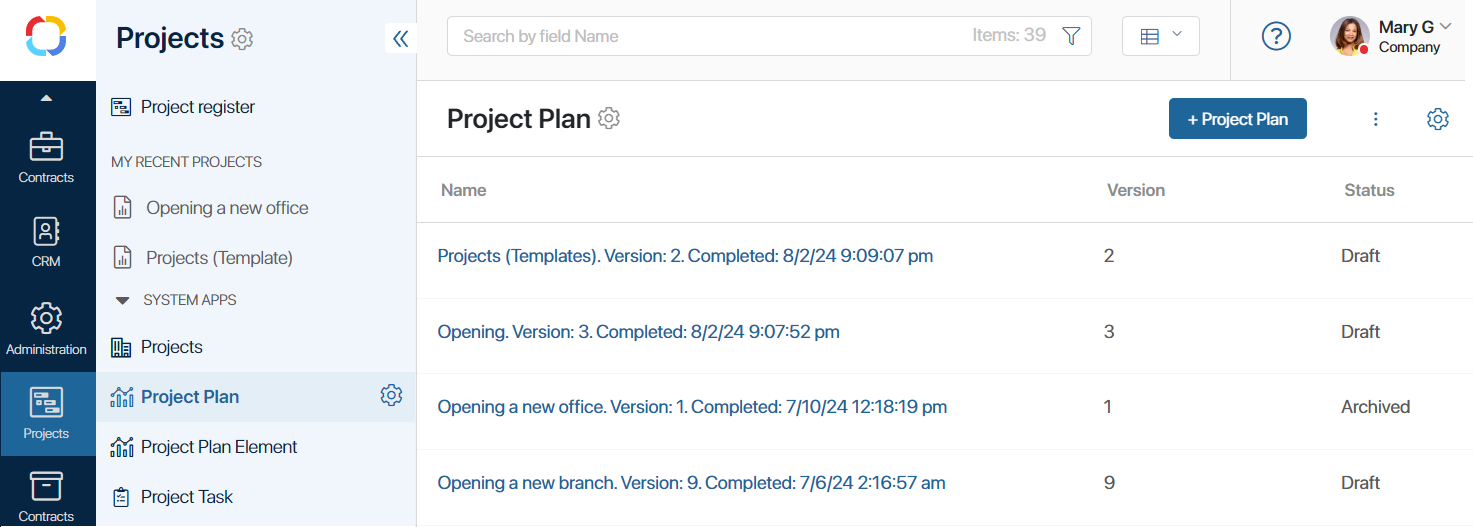 Projects
Search by field Name
Items: 39
Mary G
Company
Contracts
CRM
Administration
Projects
Contracts
Project register
MY RECENT PROJECTS
Opening a new office
Projects (Template)
SYSTEM APPS
Projects
Project Plan
Project Plan Element
Project Task
Project Plan
+ Project Plan
Name Version Status
Projects (Templates). Version: 2. Completed: 8/2/24 9:09:07 pm 2 Draft
Opening. Version: 3. Completed: 8/2/24 9:07:52 pm 3 Draft
Opening a new office. Version: 1. Completed: 7/10/24 12:18:19 pm 1 Archived
Opening a new branch. Version: 9. Completed: 7/6/24 2:16:57 am 9 Draft